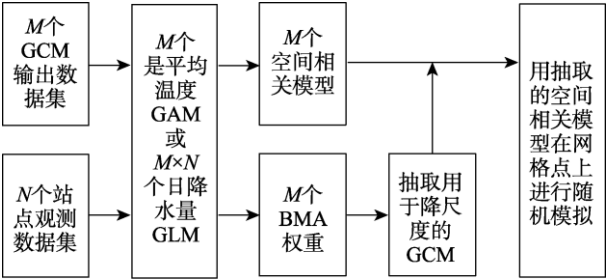 M个
GCM
输出数
据集
N个站
点观测
数据集
M个
是平均
温度
GAM
或
M×N
个日降
水量
GLM
M个
空间相
关模型
M个
BMA
权重
抽取用
于降尺
度的
GCM
用抽取
的空间
相关模
型在网
格点上
进行随
机模拟